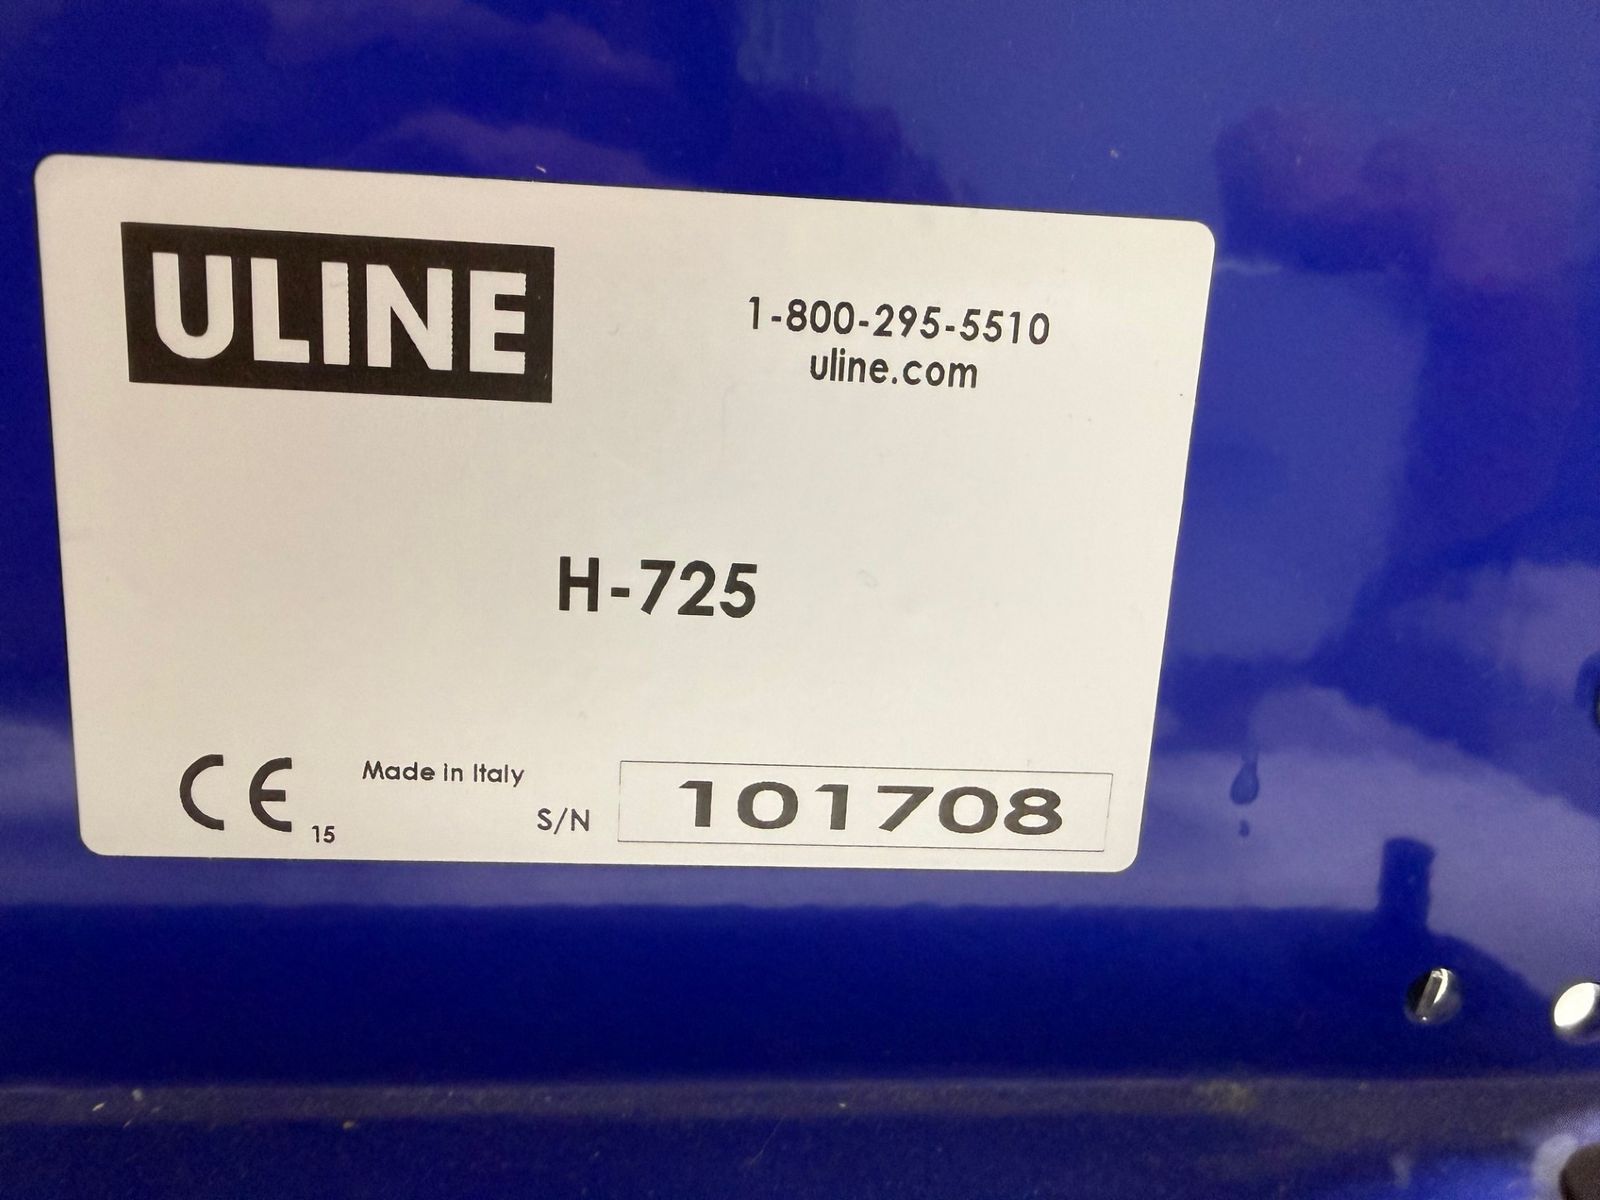 ULINE
1-800-295-5510
uline.com
H-725
CE 15
Made in Italy
S/N 101708